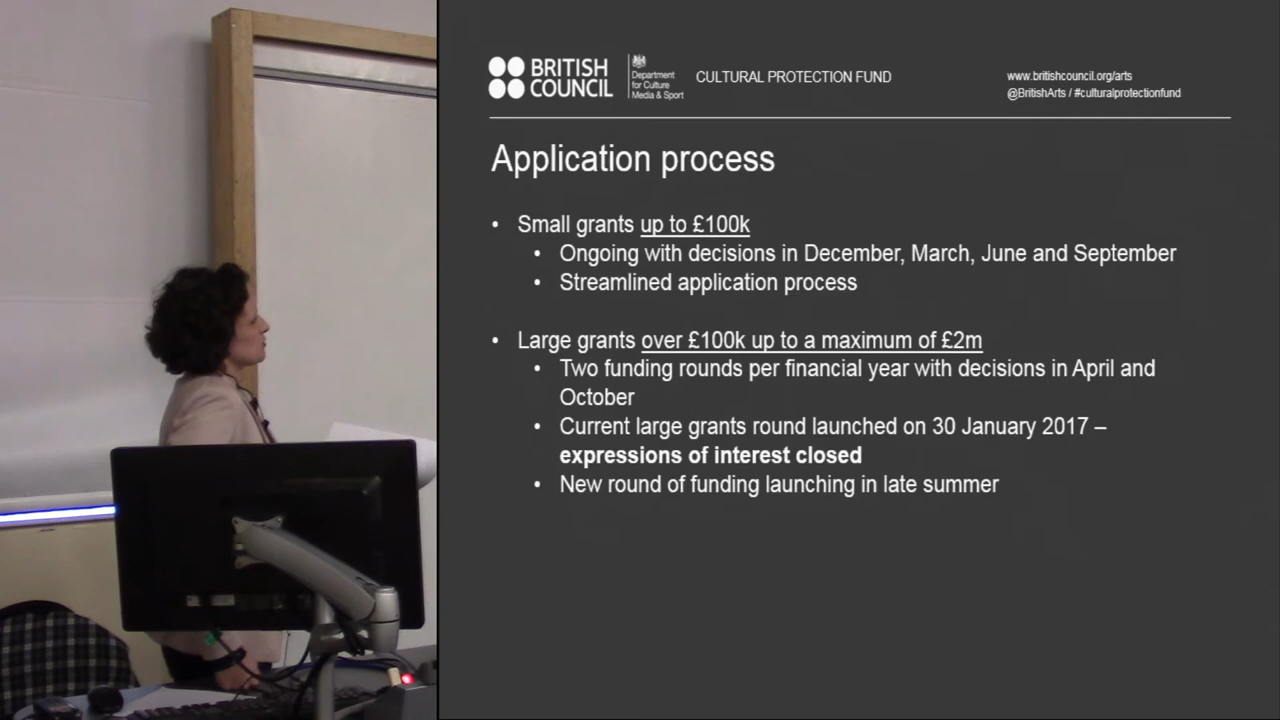 BRITISH
COUNCIL
Department
for Culture
Media & Sport
CULTURAL PROTECTION FUND
www.britishcouncil.org/arts
@BritishArts / #culturalprotectionfund
Application process
• Small grants up to £100k
• Ongoing with decisions in December, March, June and September
• Streamlined application process
• Large grants over £100k up to a maximum of £2m
• Two funding rounds per financial year with decisions in April and
October
• Current large grants round launched on 30 January 2017 –
expressions of interest closed
• New round of funding launching in late summer